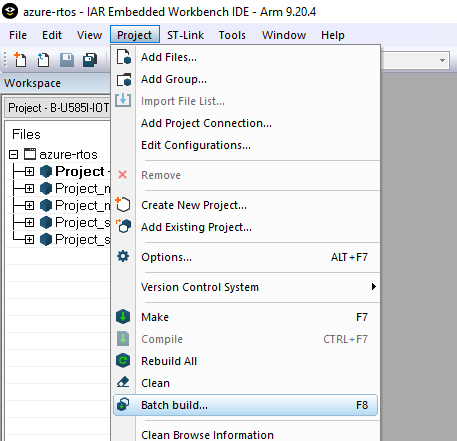 azure-rtos - IAR Embedded Workbench IDE - Arm 9.20.4
File Edit View Project ST-Link Tools Window Help
Workspace
Project - B-U585I-IOT
Files
azure-rtos
Project -
Project_n
Project_n
Project_s
Project_s
Add Files...
Add Group...
Import File List...
Add Project Connection...
Edit Configurations...
Remove
Create New Project...
Add Existing Project...
Options... ALT+F7
Version Control System
Make F7
Compile CTRL+F7
Rebuild All
Clean
Batch build... F8
Clean Browse Information